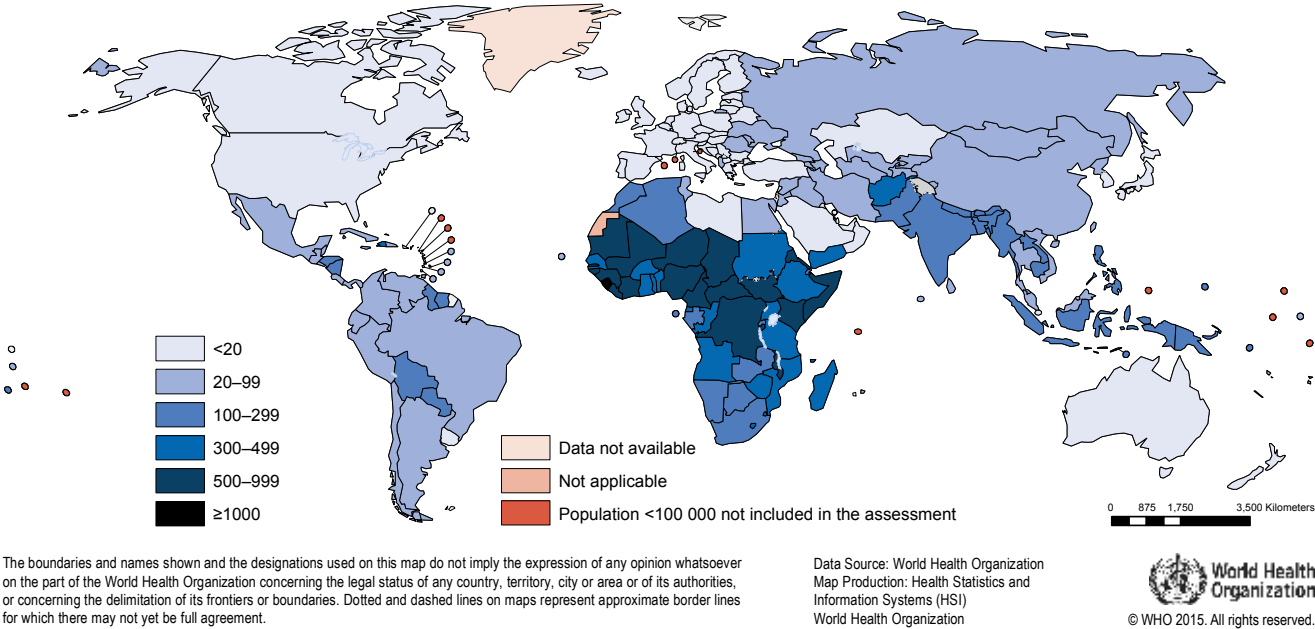 <20
20–99
100–299
300–499
500–999
≥1000
Data not available
Not applicable
Population <100 000 not included in the assessment
0 875 1,750 3,500 Kilometers
The boundaries and names shown and the designations used on this map do not imply the expression of any opinion whatsoever
on the part of the World Health Organization concerning the legal status of any country, territory, city or area or of its authorities,
or concerning the delimitation of its frontiers or boundaries. Dotted and dashed lines on maps represent approximate border lines
for which there may not yet be full agreement.
Data Source: World Health Organization
Map Production: Health Statistics and
Information Systems (HSI)
World Health Organization
World Health
Organization
© WHO 2015. All rights reserved.